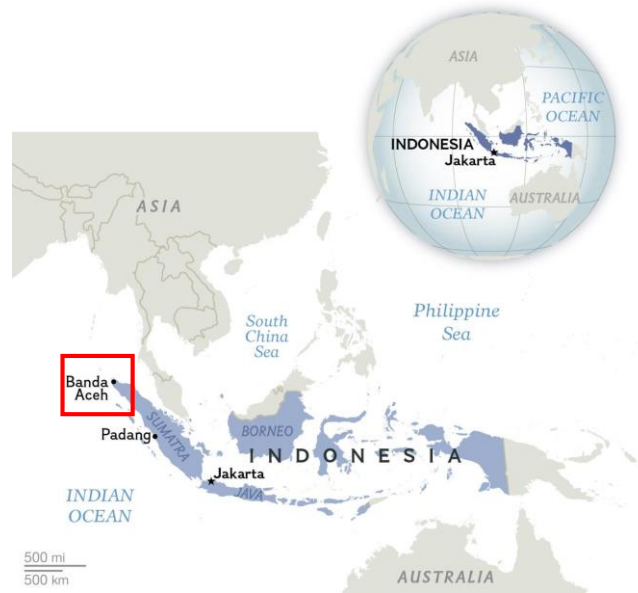 ASIA
PACIFIC
OCEAN
INDONESIA
Jakarta
INDIAN
OCEAN
AUSTRALIA
ASIA
South
China
Sea
Philippine
Sea
Banda
Aceh
SUMATRA
Padang
BORNEO
INDONESIA
Jakarta
JAVA
INDIAN
OCEAN
500 mi
500 km
AUSTRALIA